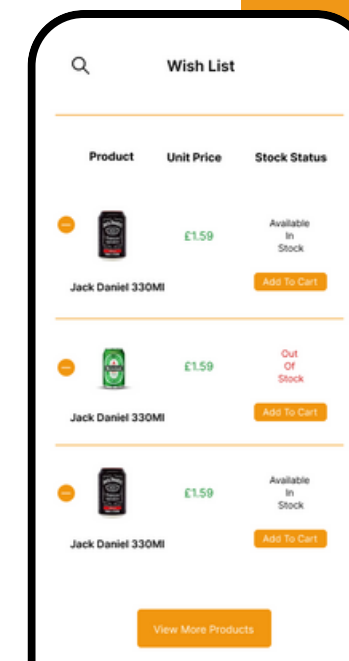 Wish List
Product Unit Price Stock Status
Available
In
Stock
£1.59
Add To Cart
Jack Daniel 330Ml
Out
Of
Stock
£1.59
Add To Cart
Jack Daniel 330Ml
Available
In
Stock
£1.59
Add To Cart
Jack Daniel 330Ml
View More Products